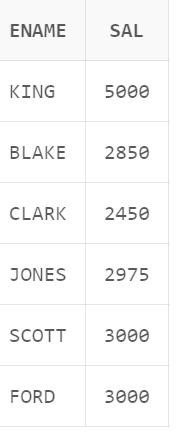 ENAME SAL
KING 5000
BLAKE 2850
CLARK 2450
JONES 2975
SCOTT 3000
FORD 3000